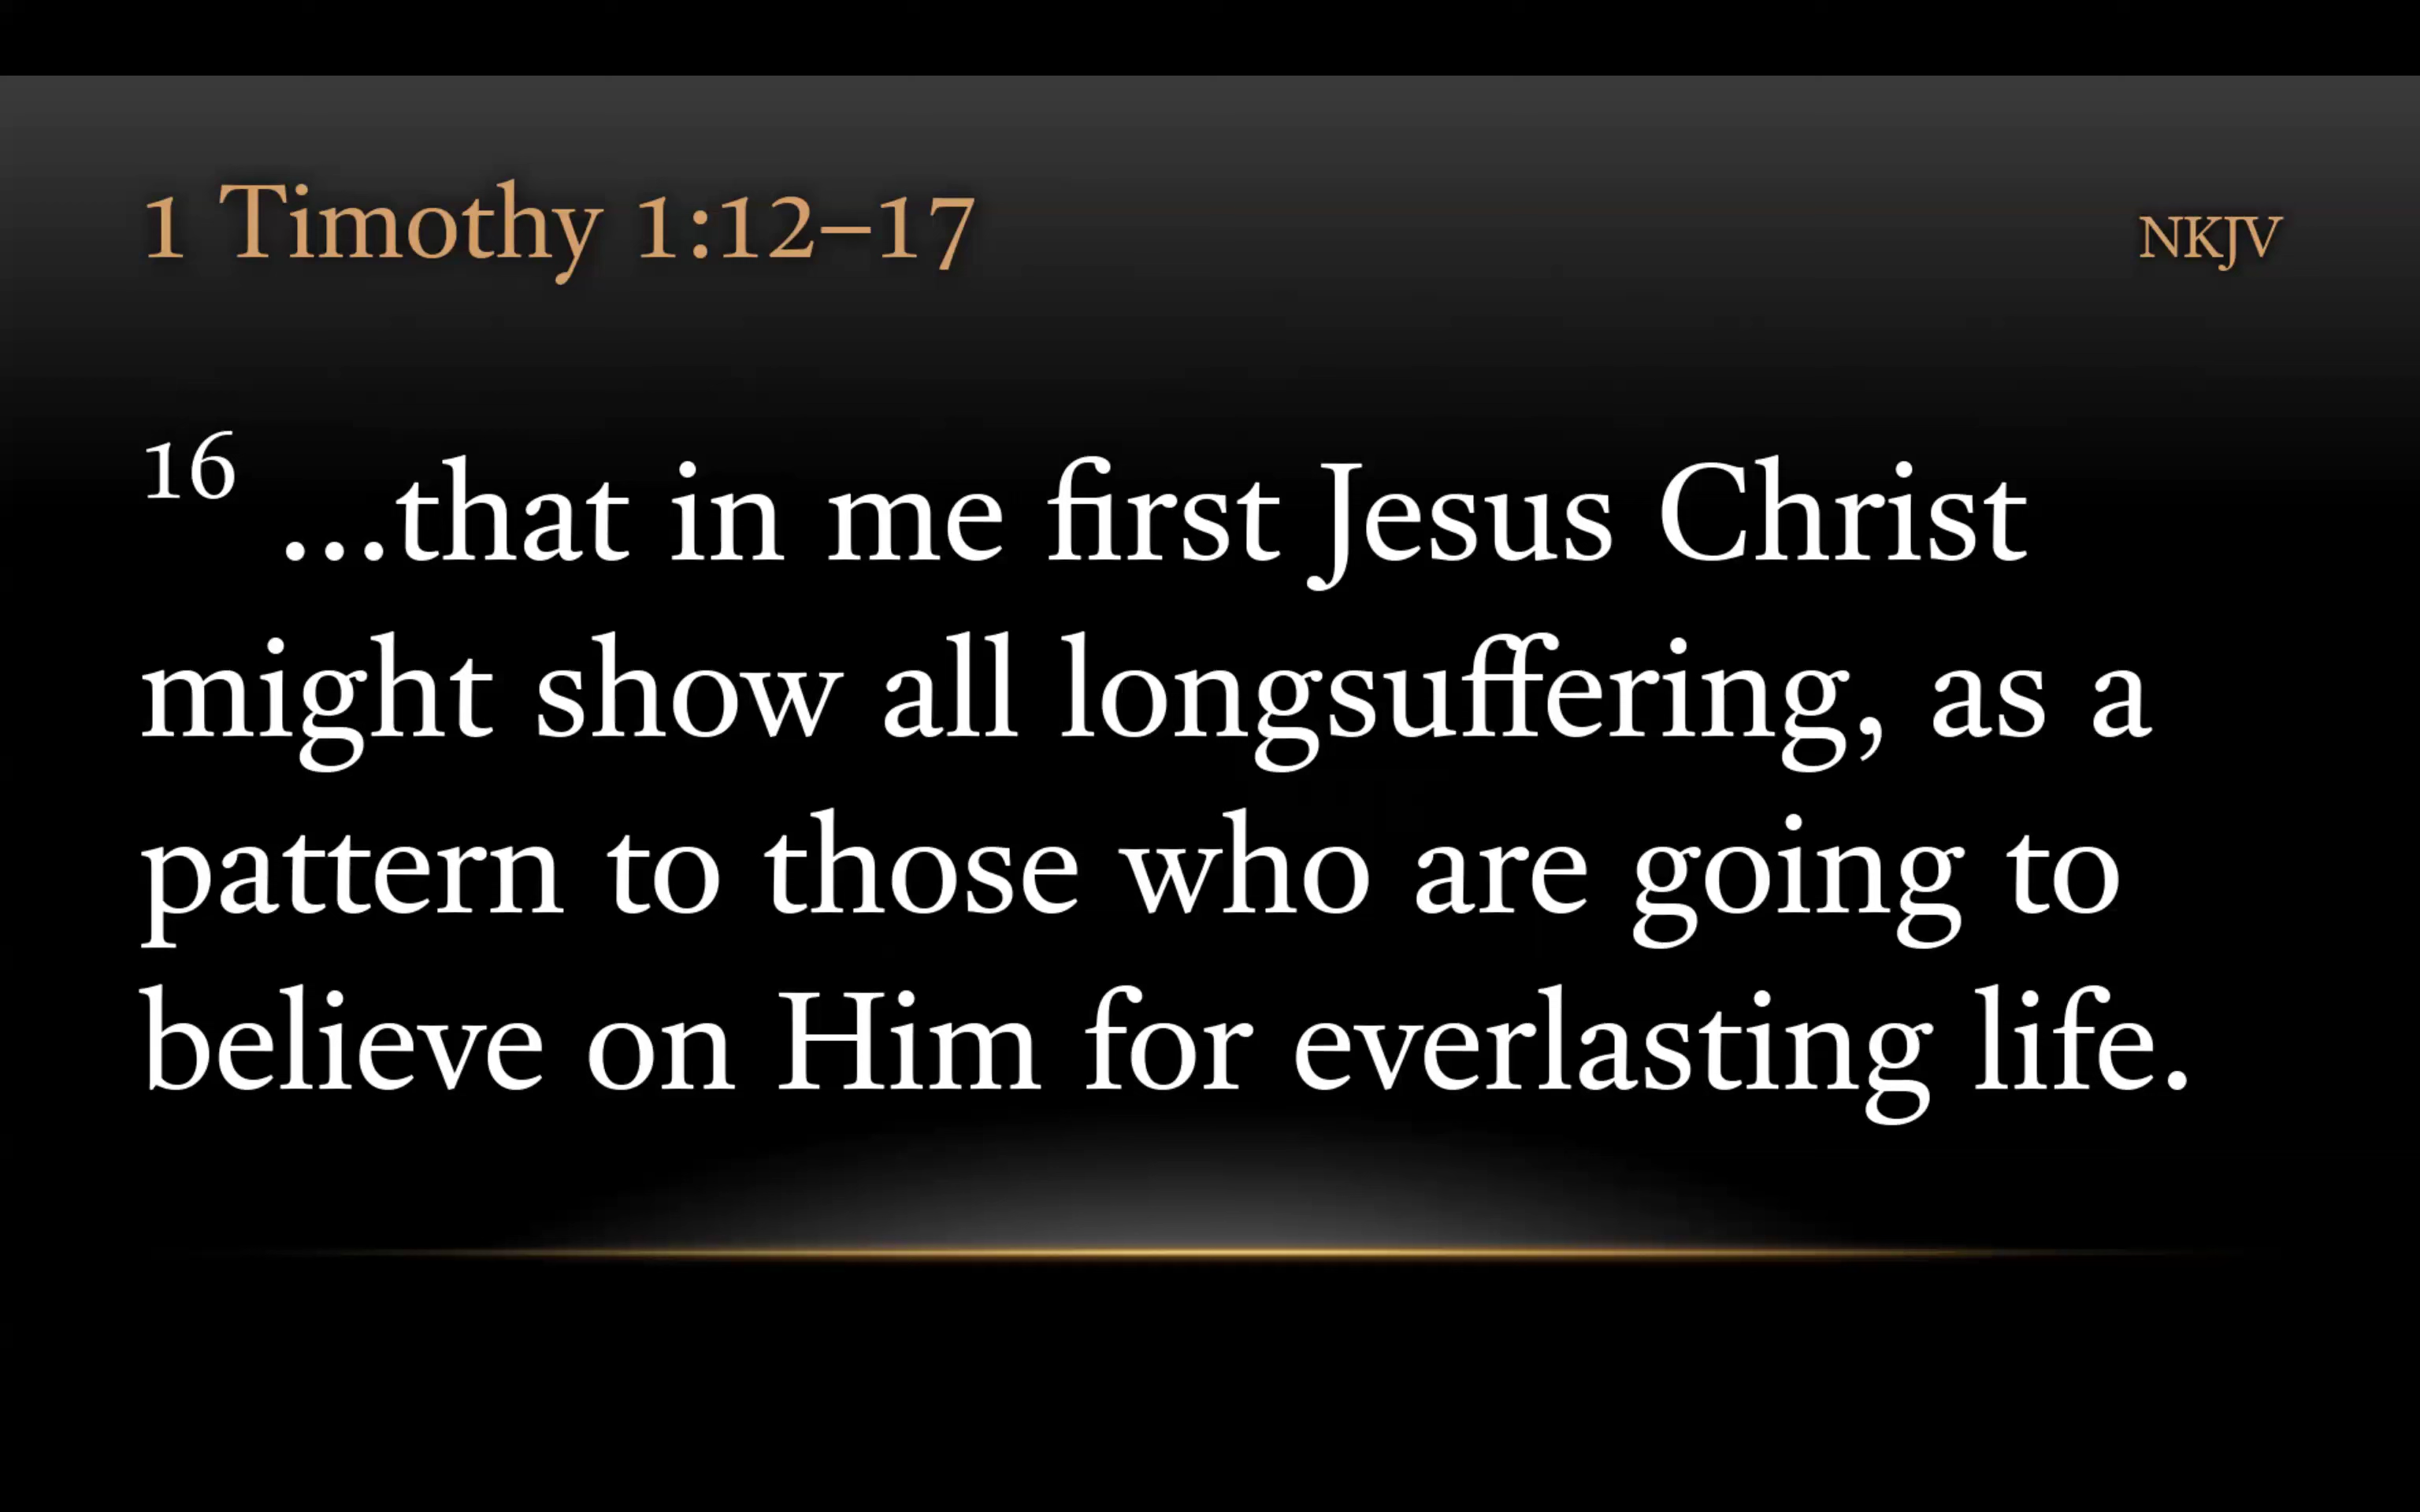 1 Timothy 1:12–17 NKJV
16 ...that in me first Jesus Christ
might show all longsuffering, as a
pattern to those who are going to
believe on Him for everlasting life.